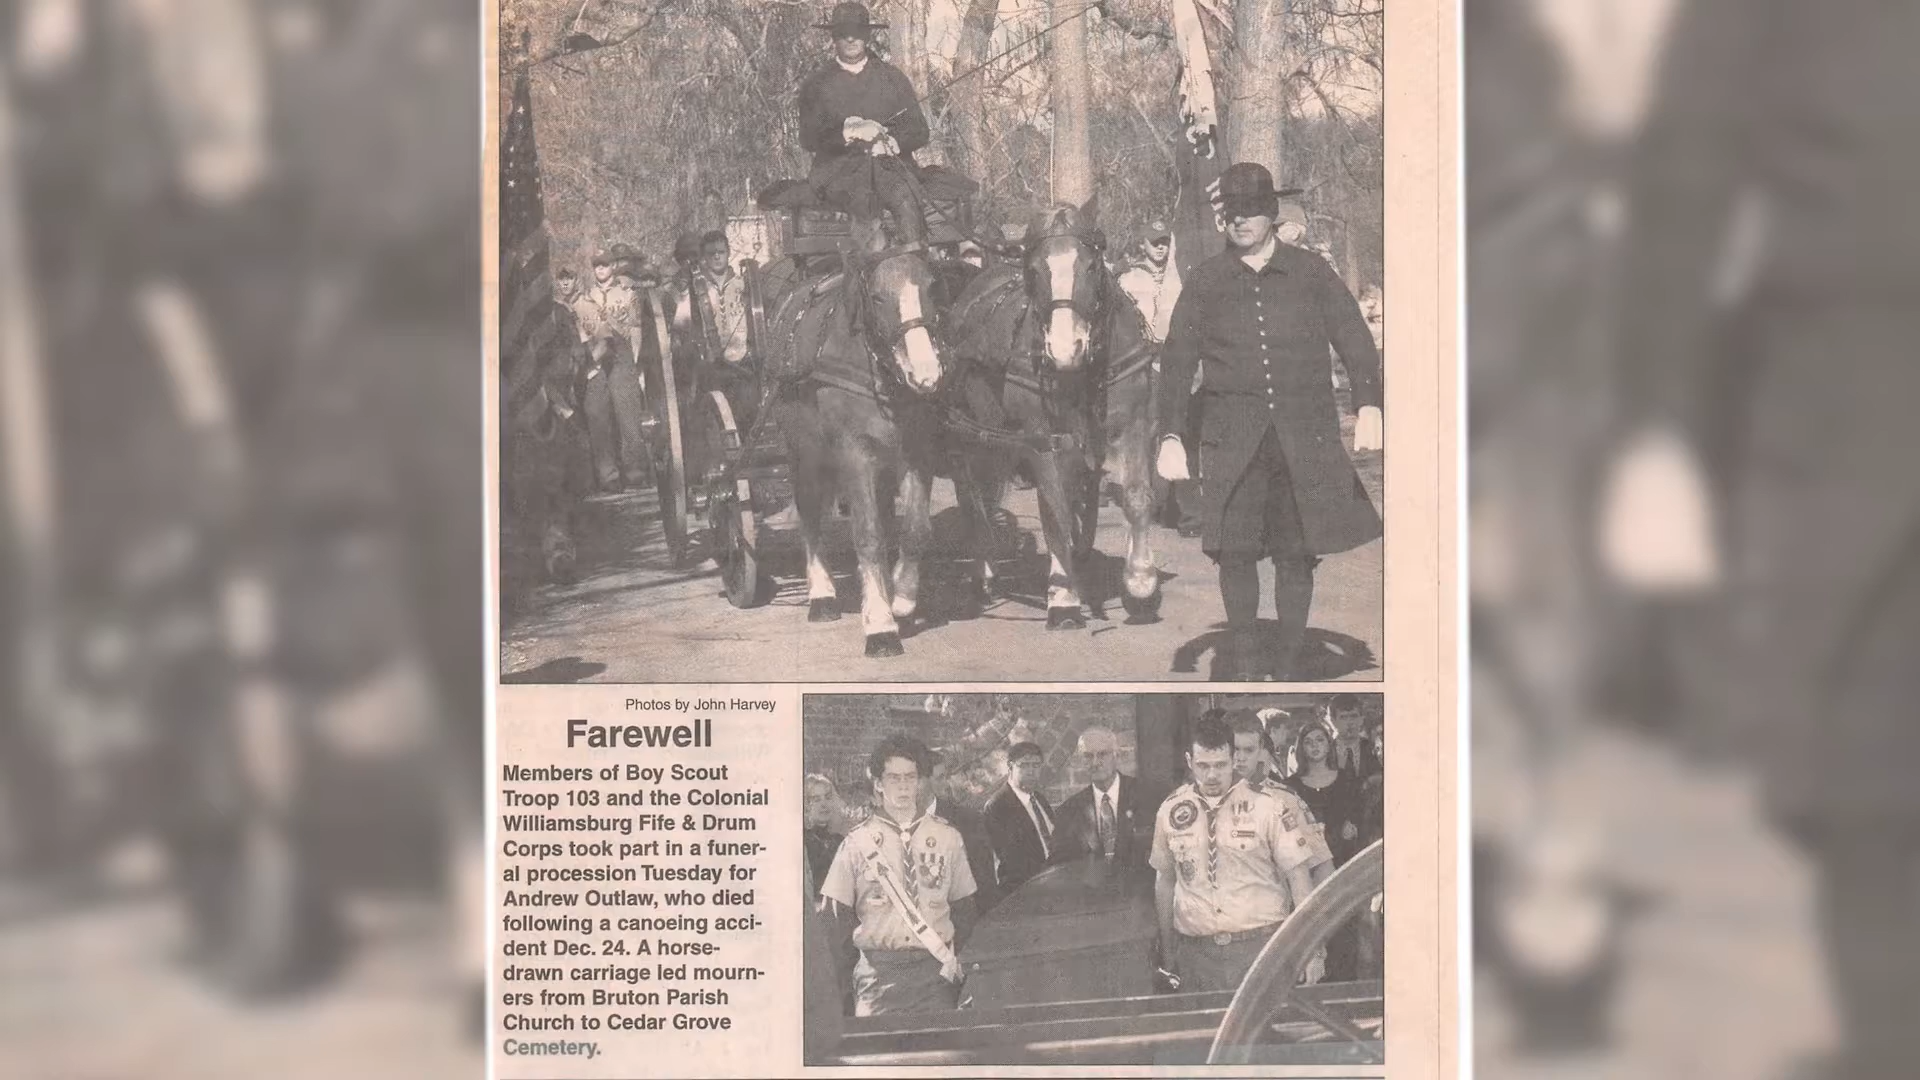 Photos by John Harvey
Farewell
Members of Boy Scout
Troop 103 and the Colonial
Williamsburg Fife & Drum
Corps took part in a funer-
al procession Tuesday for
Andrew Outlaw, who died
following a canoeing acci-
dent Dec. 24. A horse-
drawn carriage led mourn-
ers from Bruton Parish
Church to Cedar Grove
Cemetery.